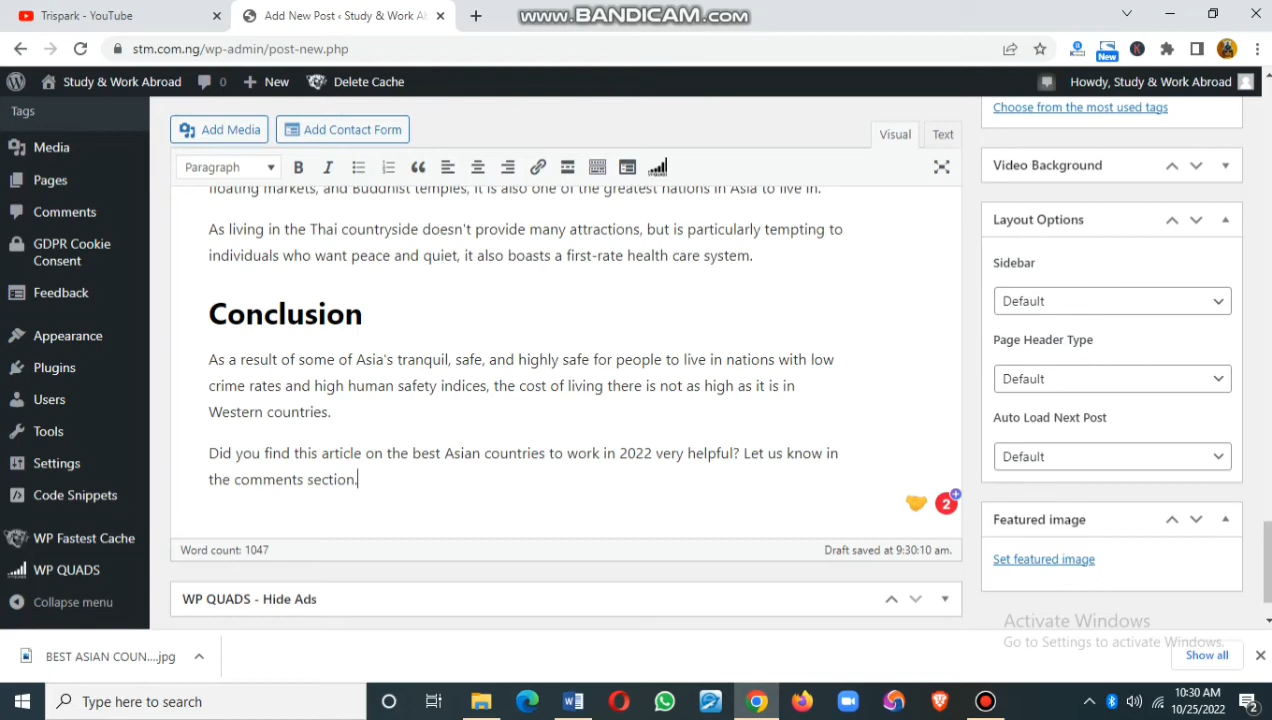 Trispark - YouTube
Add New Post ‹ Study & Work Ab
www.BANDICAM.com
stm.com.ng/wp-admin/post-new.php
New
Study & Work Abroad
0
New
Delete Cache
Howdy, Study & Work Abroad
Tags
Media
Pages
Comments
GDPR Cookie
Consent
Feedback
Appearance
Plugins
Users
Tools
Settings
Code Snippets
WP Fastest Cache
WP QUADS
Collapse menu
Add Media
Add Contact Form
Visual
Text
Paragraph
B
I
floating markets, and Buddhist temples, it is also one of the greatest nations in Asia to live in.
As living in the Thai countryside doesn't provide many attractions, but is particularly tempting to
individuals who want peace and quiet, it also boasts a first-rate health care system.
Conclusion
As a result of some of Asia's tranquil, safe, and highly safe for people to live in nations with low
crime rates and high human safety indices, the cost of living there is not as high as it is in
Western countries.
Did you find this article on the best Asian countries to work in 2022 very helpful? Let us know in
the comments section.
2
Word count: 1047
Draft saved at 9:30:10 am.
WP QUADS - Hide Ads
Choose from the most used tags
Video Background
Layout Options
Sidebar
Default
Page Header Type
Default
Auto Load Next Post
Default
Featured image
Set featured image
Activate Windows
Go to Settings to activate Windows.
BEST ASIAN COUN....jpg
Show all
Type here to search
10:30 AM
10/25/2022
2